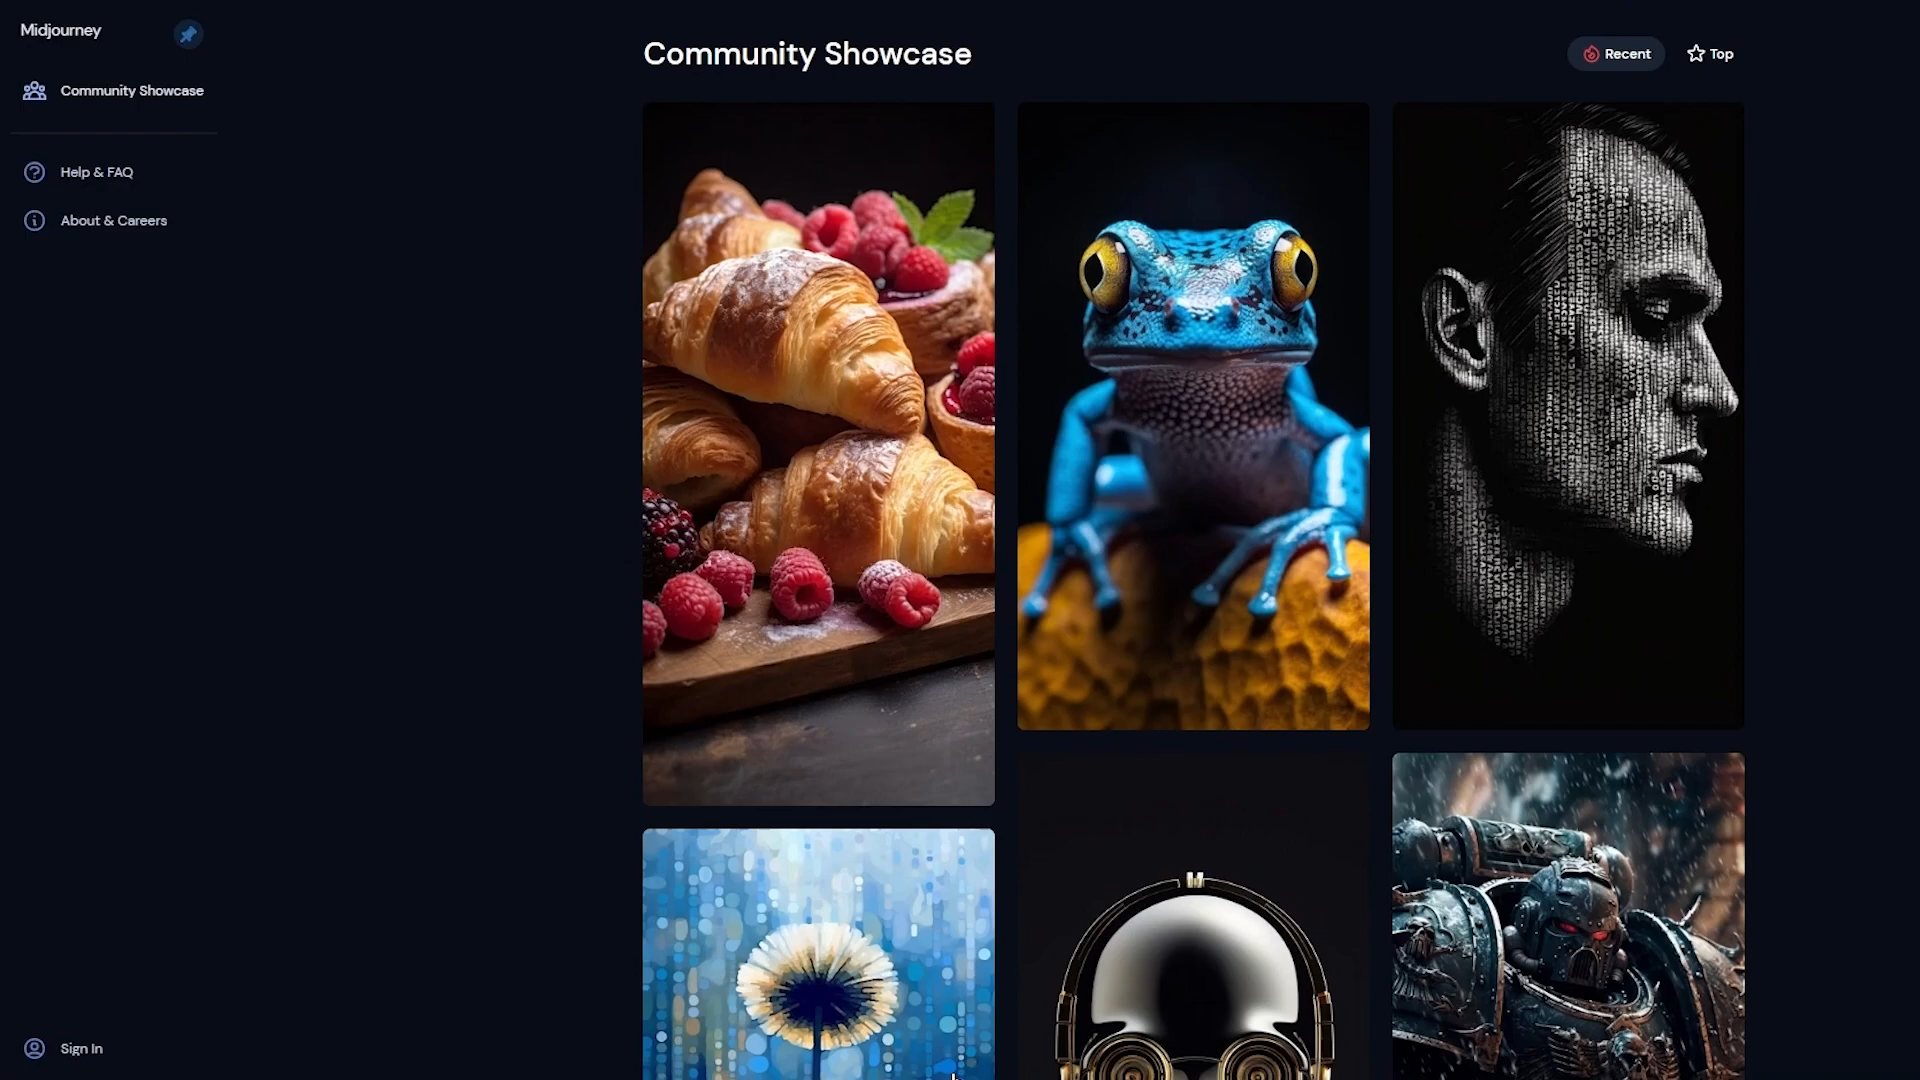 Midjourney
Community Showcase
Help & FAQ
About & Careers
Sign In
Community Showcase
Recent
Top